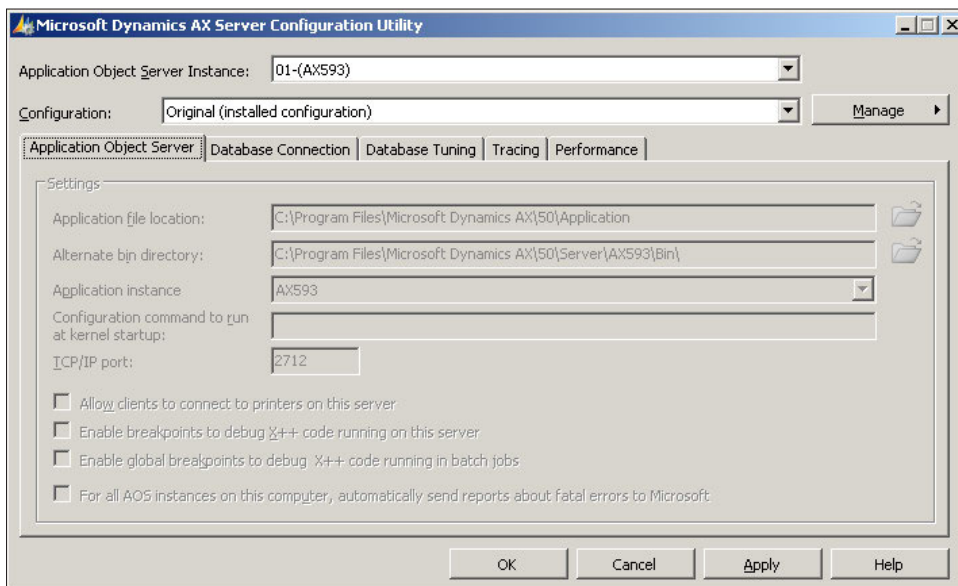 Microsoft Dynamics AX Server Configuration Utility
Application Object Server Instance: 01-(AX593)
Configuration: Original (installed configuration) Manage
Application Object Server Database Connection Database Tuning Tracing Performance
Settings
Application file location: C:\Program Files\Microsoft Dynamics AX\50\Application
Alternate bin directory: C:\Program Files\Microsoft Dynamics AX\50\Server\AX593\Bin\
Application instance AX593
Configuration command to run
at kernel startup:
TCP/IP port: 2712
Allow clients to connect to printers on this server
Enable breakpoints to debug X++ code running on this server
Enable global breakpoints to debug X++ code running in batch jobs
For all AOS instances on this computer, automatically send reports about fatal errors to Microsoft
OK Cancel Apply Help